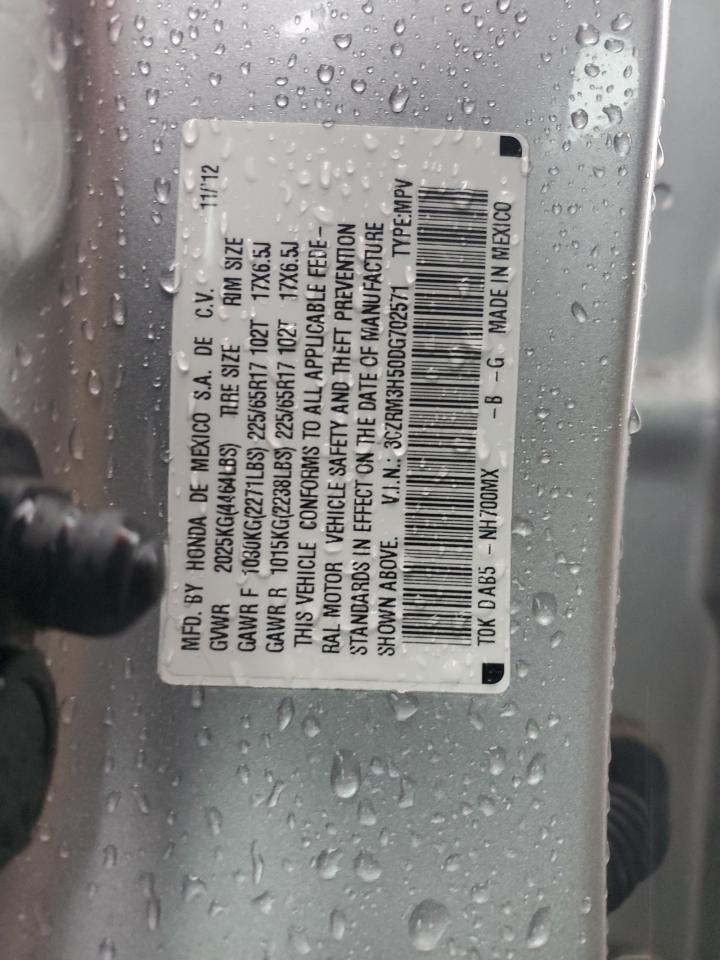 MFD. BY HONDA DE MEXICO S.A. DE C.V. 11/'12
GVWR 2025KG(4464LBS) TIRE SIZE RIM SIZE
GAWR F 1030KG(2271LBS) 225/65R17 102T 17X6.5J
GAWR R 1015KG(2238LBS) 225/65R17 102T 17X6.5J
THIS VEHICLE CONFORMS TO ALL APPLICABLE FEDE-
RAL MOTOR VEHICLE SAFETY AND THEFT PREVENTION
STANDARDS IN EFFECT ON THE DATE OF MANUFACTURE
SHOWN ABOVE. V.I.N.: 3CZRM3H50DG702571 TYPE:MPV
T0K D AB5 - NH700MX -B -G MADE IN MEXICO